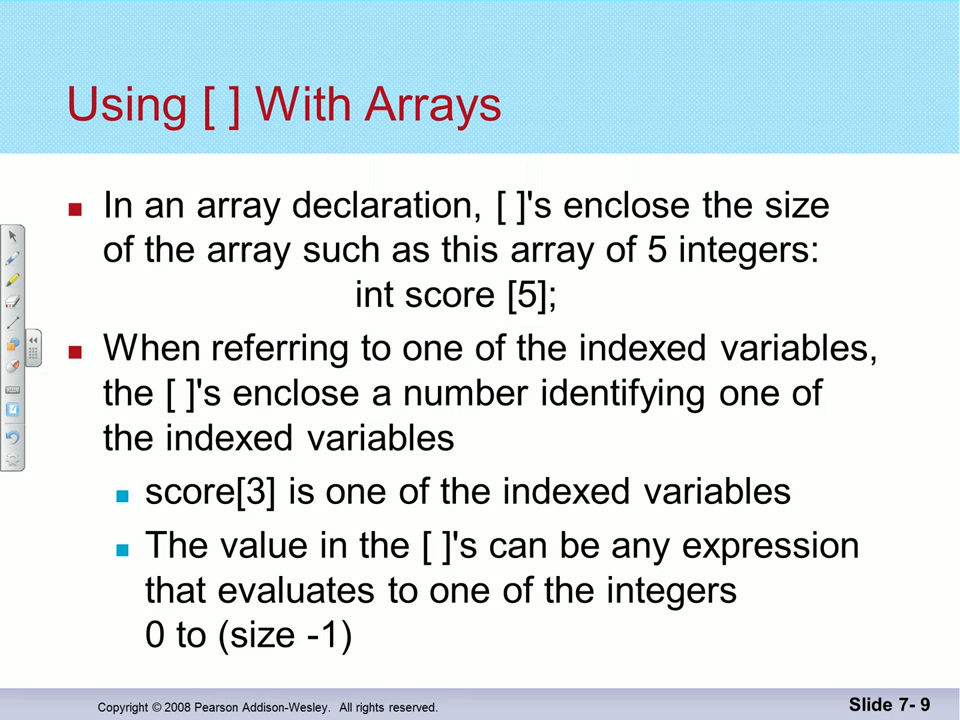 Using [ ] With Arrays
In an array declaration, [ ]'s enclose the size
of the array such as this array of 5 integers:
int score [5];
When referring to one of the indexed variables,
the [ ]'s enclose a number identifying one of
the indexed variables
score[3] is one of the indexed variables
The value in the [ ]'s can be any expression
that evaluates to one of the integers
0 to (size -1)
Copyright © 2008 Pearson Addison-Wesley. All rights reserved.
Slide 7- 9